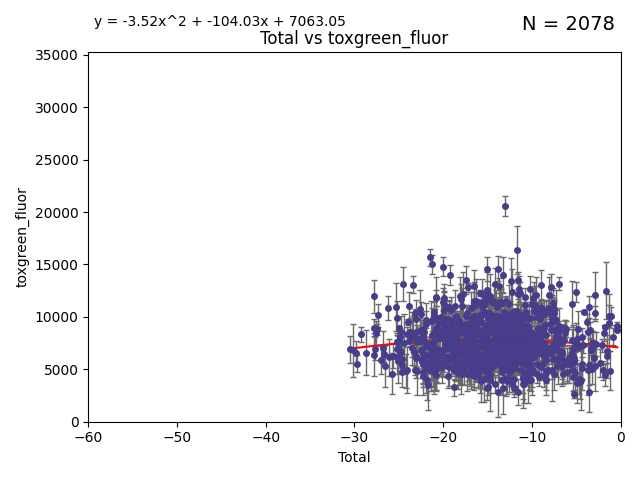 y = -3.52x^2 + -104.03x + 7063.05
N = 2078
Total vs toxgreen_fluor
35000
30000
25000
20000
15000
10000
5000
0
toxgreen_fluor
−60 −50 −40 −30 −20 −10 0
Total